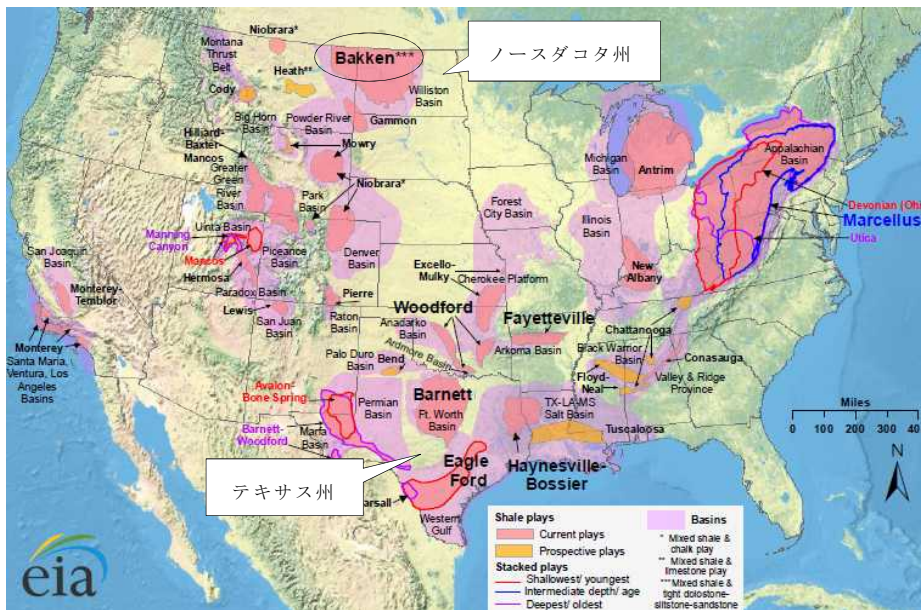 Niobrara*
Montana
Thrust
Belt
Bakken***
ノースダコタ州
Heath**
Cody
Williston
Basin
Big Horn
Basin
Powder River
Basin
Gammon
Hilliard-
Baxter-
Mancos
Mowry
Greater
Green
River
Basin
Park
Basin
Niobrara*
Michigan
Basin
Antrim
Appalachian
Basin
Devonian (Ohi
Marcellus
Utica
Forest
City Basin
Illinois
Basin
Uinta Basin
Manning
Canyon
Mancos
Piceance
Basin
Denver
Basin
San Joaquin
Basin
Hermosa
Excello-
Mulky
Cherokee Platform
New
Albany
Monterey-
Temblor
Paradox Basin
Lewis
San Juan
Basin
Pierre
Raton
Basin
Woodford
Anadarko
Basin
Ardmore Basin
Fayetteville
Arkoma Basin
Chattanooga
Black Warrior
Basin
Conasauga
Monterey
Santa Maria,
Ventura, Los
Angeles
Basins
Palo Duro
Basin
Bend
Floyd-
Neal
Valley & Ridge
Province
Avalon-
Bone Spring
Permian
Basin
Barnett
Ft. Worth
Basin
TX-LA-MS
Salt Basin
Tuscaloosa
Barnett-
Woodford
Marfa
Basin
Eagle
Ford
Haynesville-
Bossier
テキサス州
arsall
Western
Gulf
Miles
0 100 200 300 400
N
Shale plays
Current plays
Prospective plays
Stacked plays
Shallowest/ youngest
Intermediate depth/ age
Deepest/ oldest
Basins
* Mixed shale &
chalk play
** Mixed shale &
limestone play
***Mixed shale &
tight dolostone-
siltstone-sandstone
eia